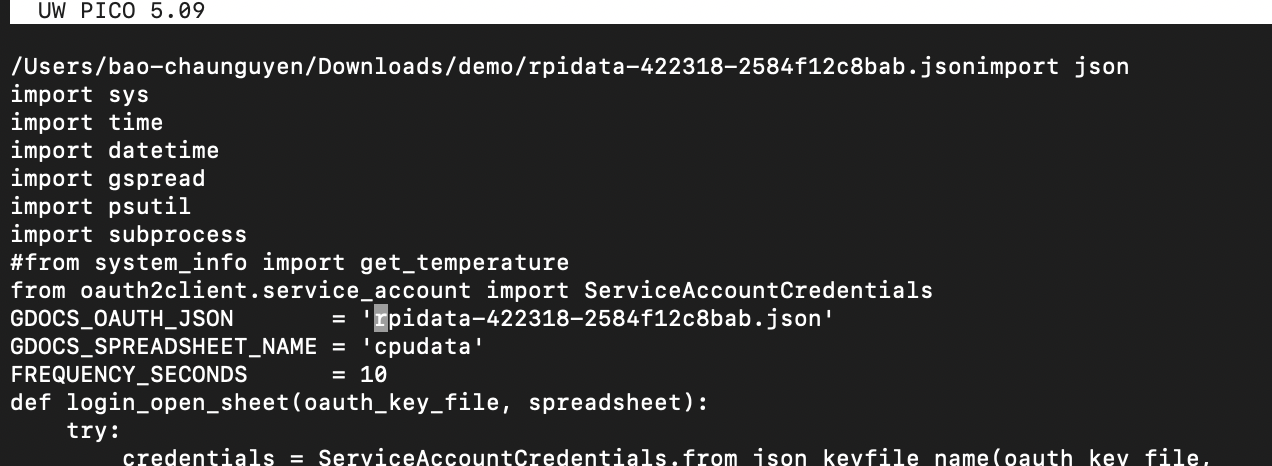 UW PICO 5.09
/Users/bao-chaunguyen/Downloads/demo/rpidata-422318-2584f12c8bab.jsonimport json
import sys
import time
import datetime
import gspread
import psutil
import subprocess
#from system_info import get_temperature
from oauth2client.service_account import ServiceAccountCredentials
GDOCS_OAUTH_JSON       = 'rpidata-422318-2584f12c8bab.json'
GDOCS_SPREADSHEET_NAME = 'cpudata'
FREQUENCY_SECONDS      = 10
def login_open_sheet(oauth_key_file, spreadsheet):
    try:
        credentials = ServiceAccountCredentials.from_json_keyfile_name(oauth_key_file,